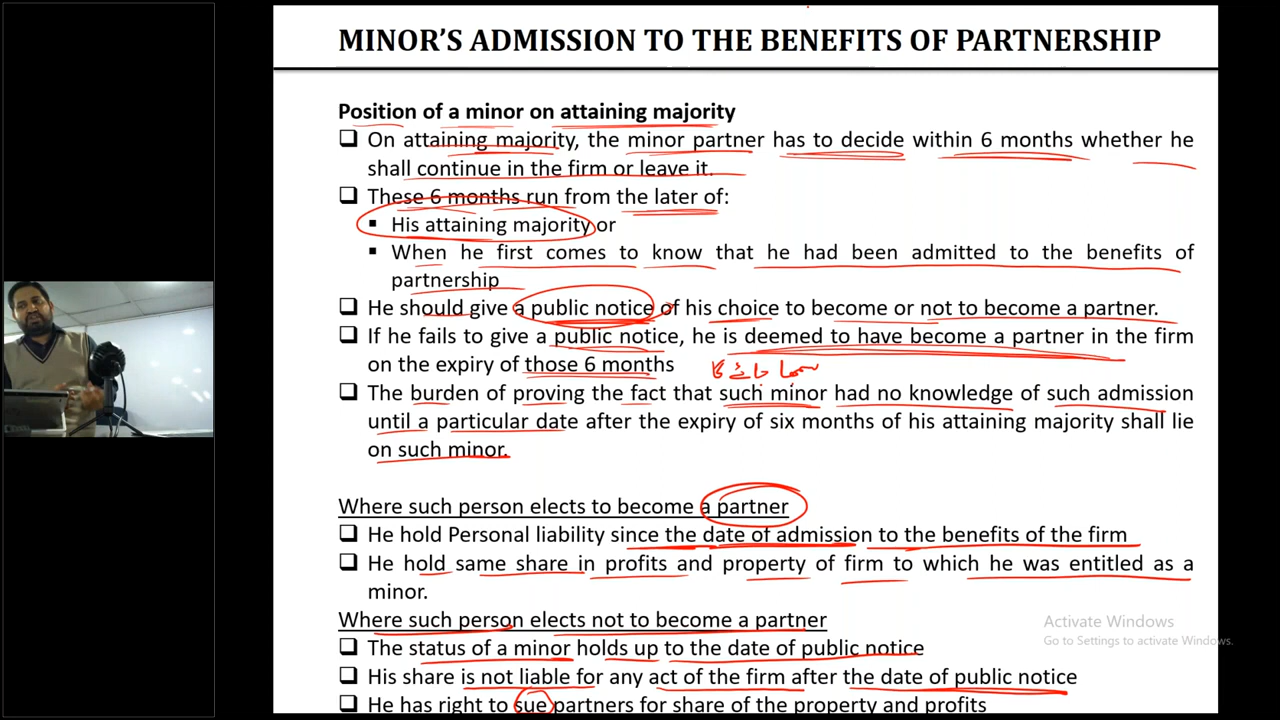 MINOR'S ADMISSION TO THE BENEFITS OF PARTNERSHIP
Position of a minor on attaining majority
On attaining majority, the minor partner has to decide within 6 months whether he
shall continue in the firm or leave it.
These 6 months run from the later of:
His attaining majority or
When he first comes to know that he had been admitted to the benefits of
partnership
He should give a public notice of his choice to become or not to become a partner.
If he fails to give a public notice, he is deemed to have become a partner in the firm
on the expiry of those 6 months
The burden of proving the fact that such minor had no knowledge of such admission
until a particular date after the expiry of six months of his attaining majority shall lie
on such minor.
Where such person elects to become a partner
He hold Personal liability since the date of admission to the benefits of the firm
He hold same share in profits and property of firm to which he was entitled as a
minor.
Where such person elects not to become a partner
The status of a minor holds up to the date of public notice
His share is not liable for any act of the firm after the date of public notice
He has right to sue partners for share of the property and profits
Activate Windows
Go to Settings to activate Windows.